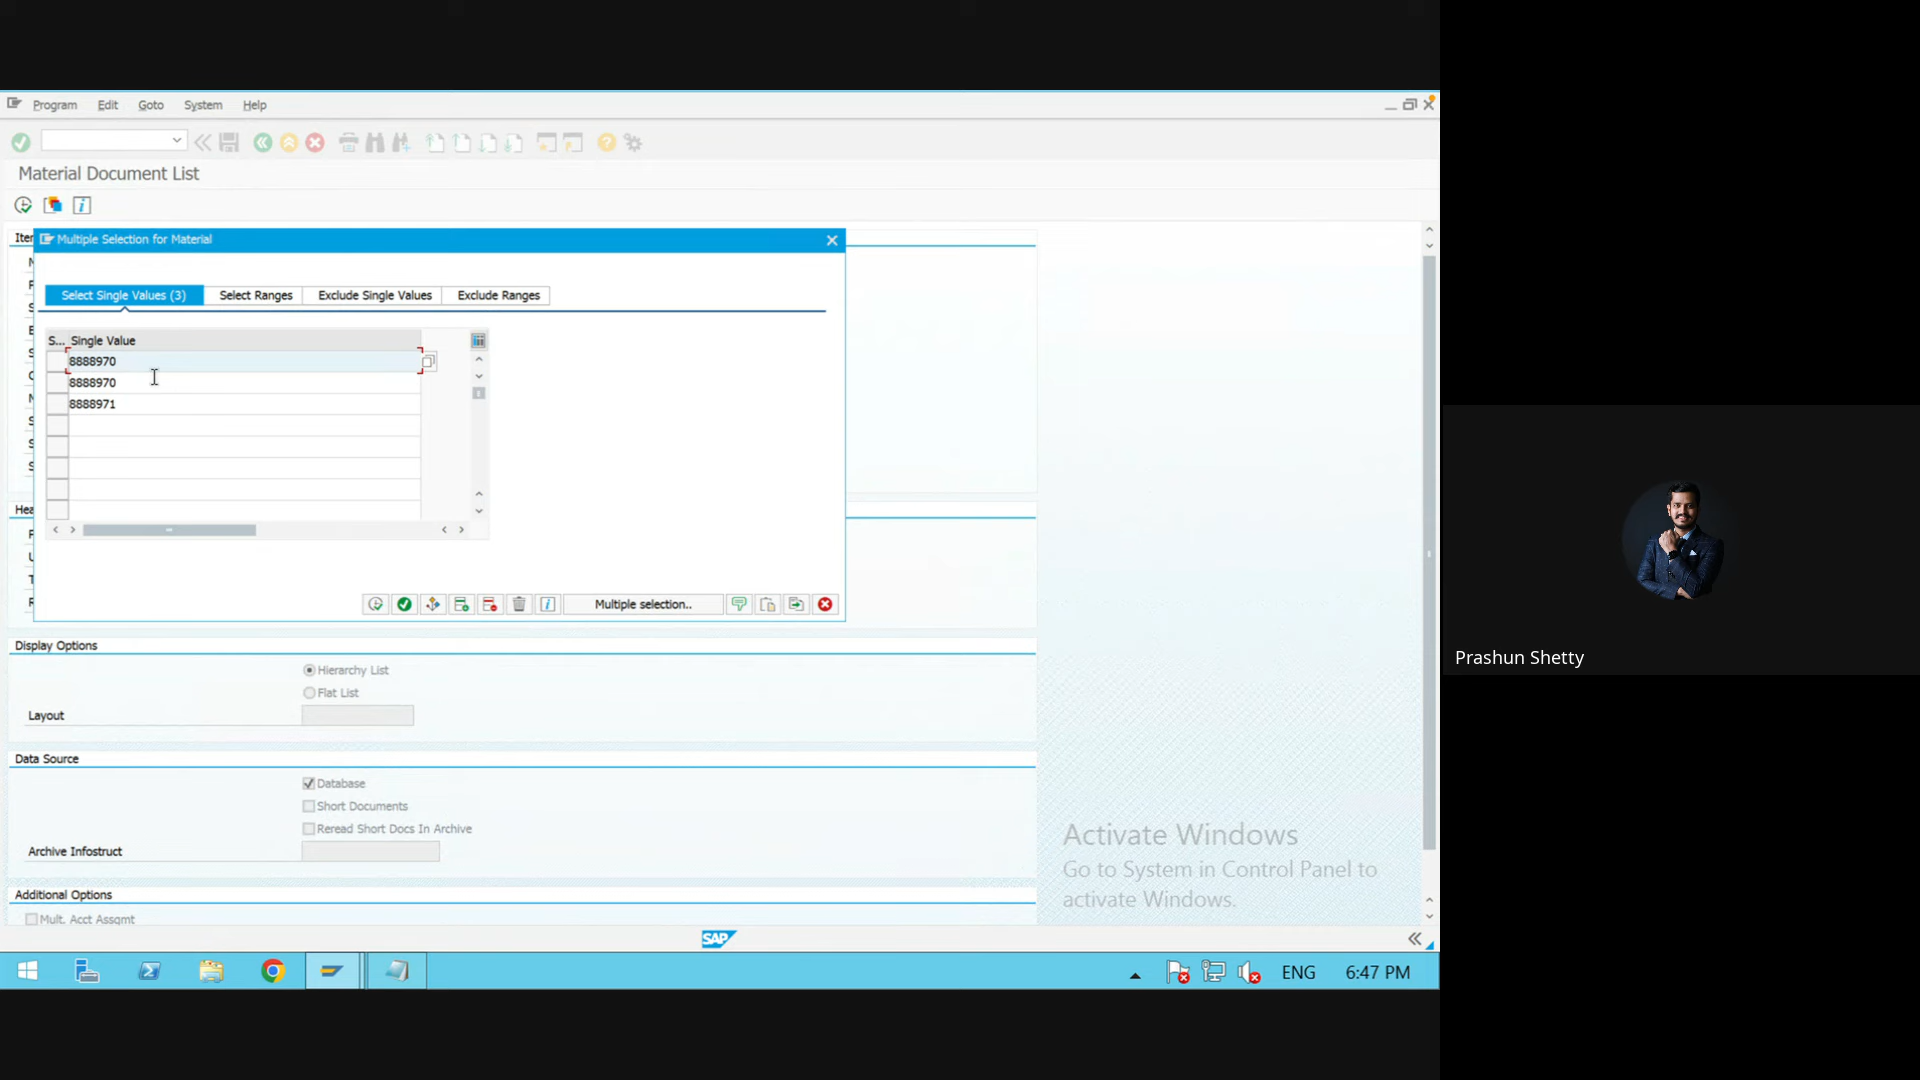 Program Edit Goto System Help
Material Document List
Iter
Multiple Selection for Material
Select Single Values (3) Select Ranges Exclude Single Values Exclude Ranges
S... Single Value
8888970
8888970
8888971
Hea
Multiple selection..
Display Options
Hierarchy List
Flat List
Layout
Data Source
Database
Short Documents
Reread Short Docs In Archive
Archive Infostruct
Additional Options
Mult. Acct Assgmt
Activate Windows
Go to System in Control Panel to
activate Windows.
SAP
ENG 6:47 PM
Prashun Shetty